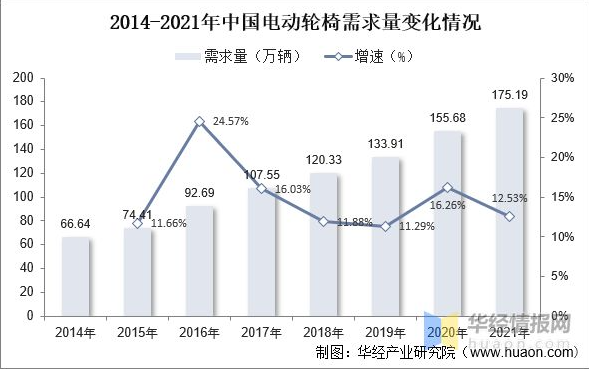 2014-2021年中国电动轮椅需求量变化情况
需求量（万辆） 增速（%）
200 30%
180
160 25%
140 20%
120
100 15%
80
60 10%
40 5%
20
0 0%
66.64 74.41 92.69 107.55 120.33 133.91 155.68 175.19
11.66% 24.57% 16.03% 11.88% 11.29% 16.26% 12.53%
2014年 2015年 2016年 2017年 2018年 2019年 2020年 2021年
华经情报网
huaon.com
制图：华经产业研究院（www.huaon.com）